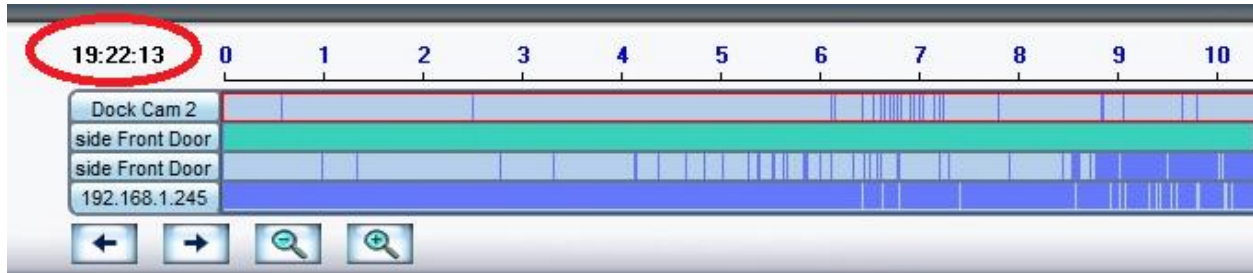 19:22:13 0 1 2 3 4 5 6 7 8 9 10
Dock Cam 2
side Front Door
side Front Door
192.168.1.245